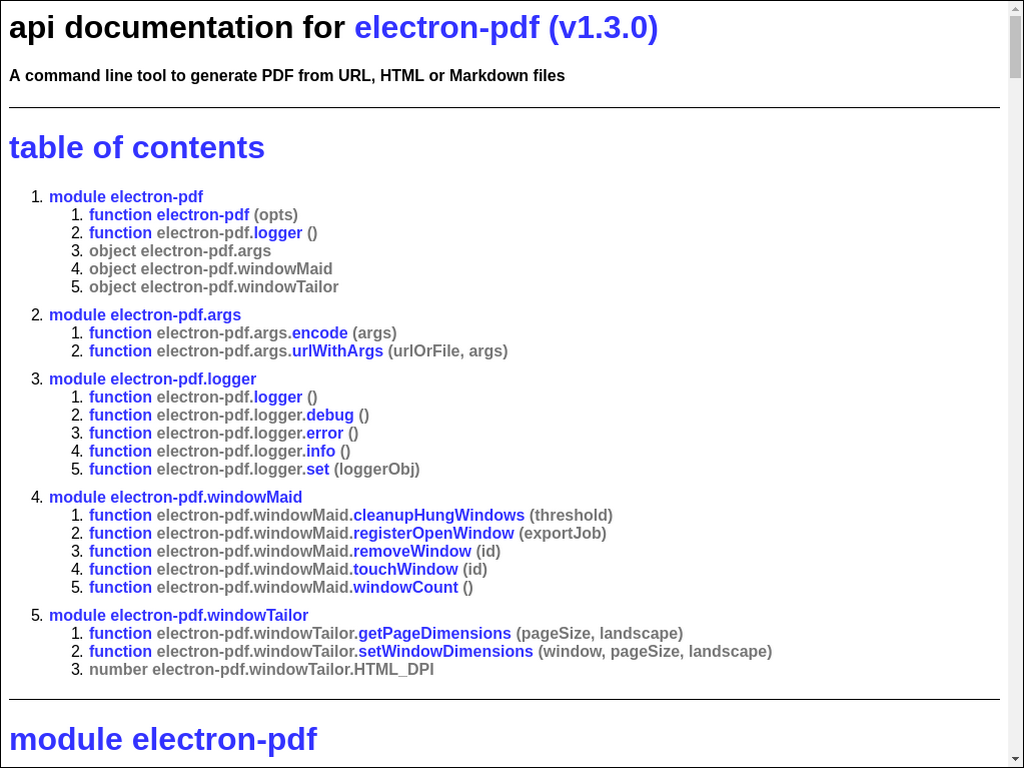 api documentation for electron-pdf (v1.3.0)
A command line tool to generate PDF from URL, HTML or Markdown files
table of contents
1. module electron-pdf
1. function electron-pdf (opts)
2. function electron-pdf.logger ()
3. object electron-pdf.args
4. object electron-pdf.windowMaid
5. object electron-pdf.windowTailor
2. module electron-pdf.args
1. function electron-pdf.args.encode (args)
2. function electron-pdf.args.urlWithArgs (urlOrFile, args)
3. module electron-pdf.logger
1. function electron-pdf.logger ()
2. function electron-pdf.logger.debug ()
3. function electron-pdf.logger.error ()
4. function electron-pdf.logger.info ()
5. function electron-pdf.logger.set (loggerObj)
4. module electron-pdf.windowMaid
1. function electron-pdf.windowMaid.cleanupHungWindows (threshold)
2. function electron-pdf.windowMaid.registerOpenWindow (exportJob)
3. function electron-pdf.windowMaid.removeWindow (id)
4. function electron-pdf.windowMaid.touchWindow (id)
5. function electron-pdf.windowMaid.windowCount ()
5. module electron-pdf.windowTailor
1. function electron-pdf.windowTailor.getPageDimensions (pageSize, landscape)
2. function electron-pdf.windowTailor.setWindowDimensions (window, pageSize, landscape)
3. number electron-pdf.windowTailor.HTML_DPI
module electron-pdf